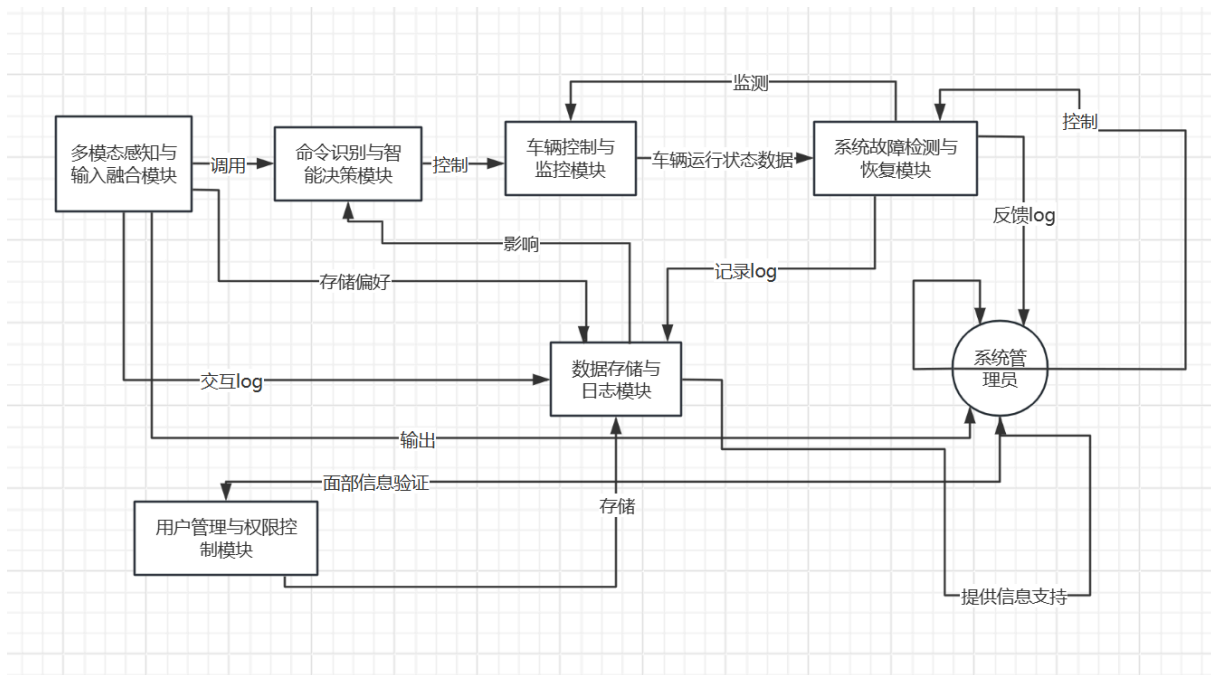 监测
控制
多模态感知与
输入融合模块
调用
命令识别与智
能决策模块
控制
车辆控制与
监控模块
车辆运行状态数据
系统故障检测与
恢复模块
反馈log
影响
记录log
存储偏好
数据存储与
日志模块
系统管
理员
交互log
输出
面部信息验证
存储
用户管理与权限控
制模块
提供信息支持